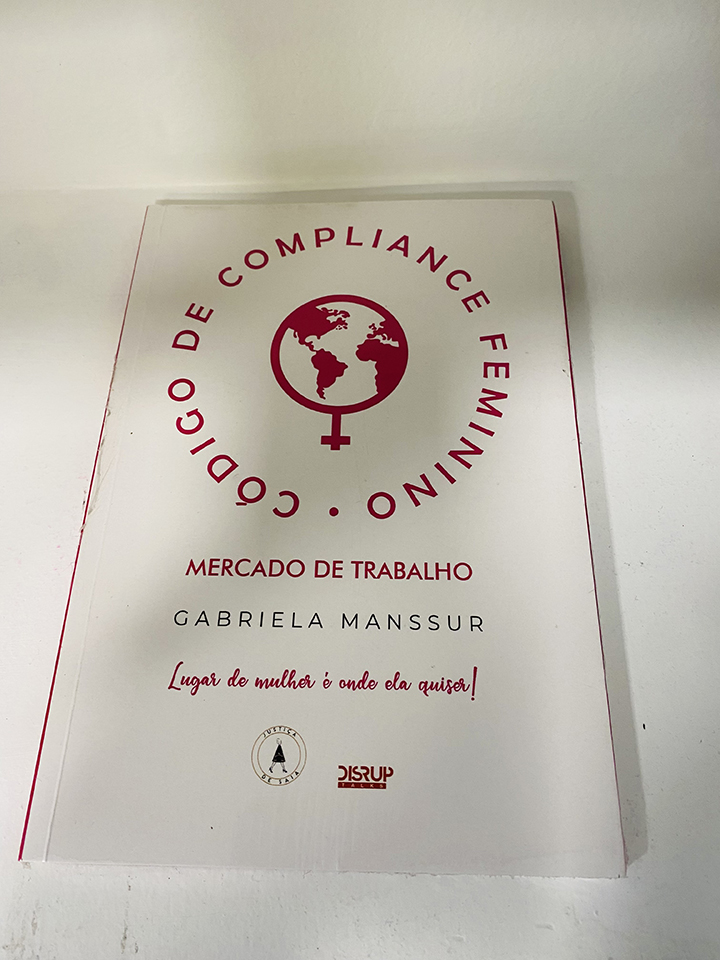 CÓDIGO DE COMPLIANCE FEMININO •
MERCADO DE TRABALHO
GABRIELA MANSSUR
Lugar de mulher é onde ela quiser!
JUSTIÇA
DE SAIA
DISRUP
TALKS